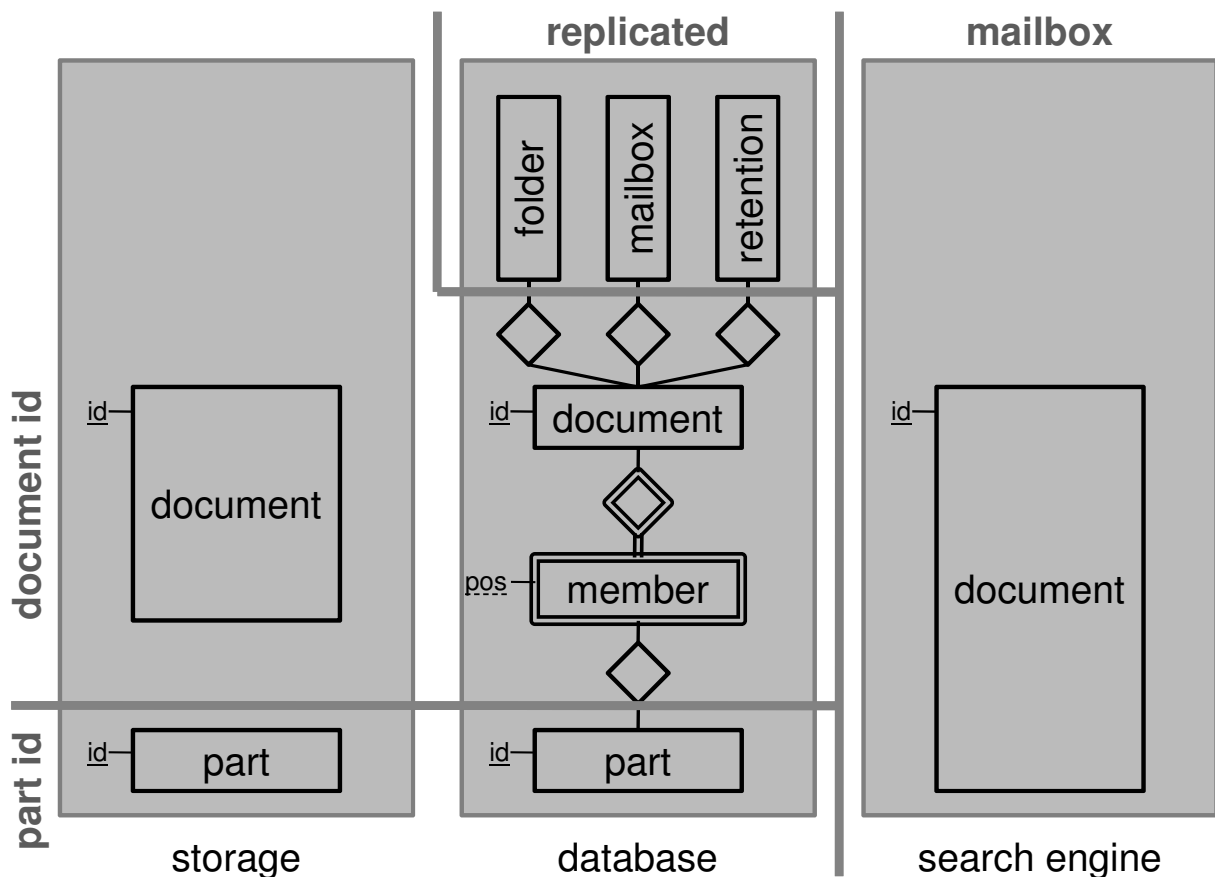 replicated
mailbox
folder
mailbox
retention
document id
id
document
id
document
id
document
pos
member
part id
id
part
id
part
storage
database
search engine